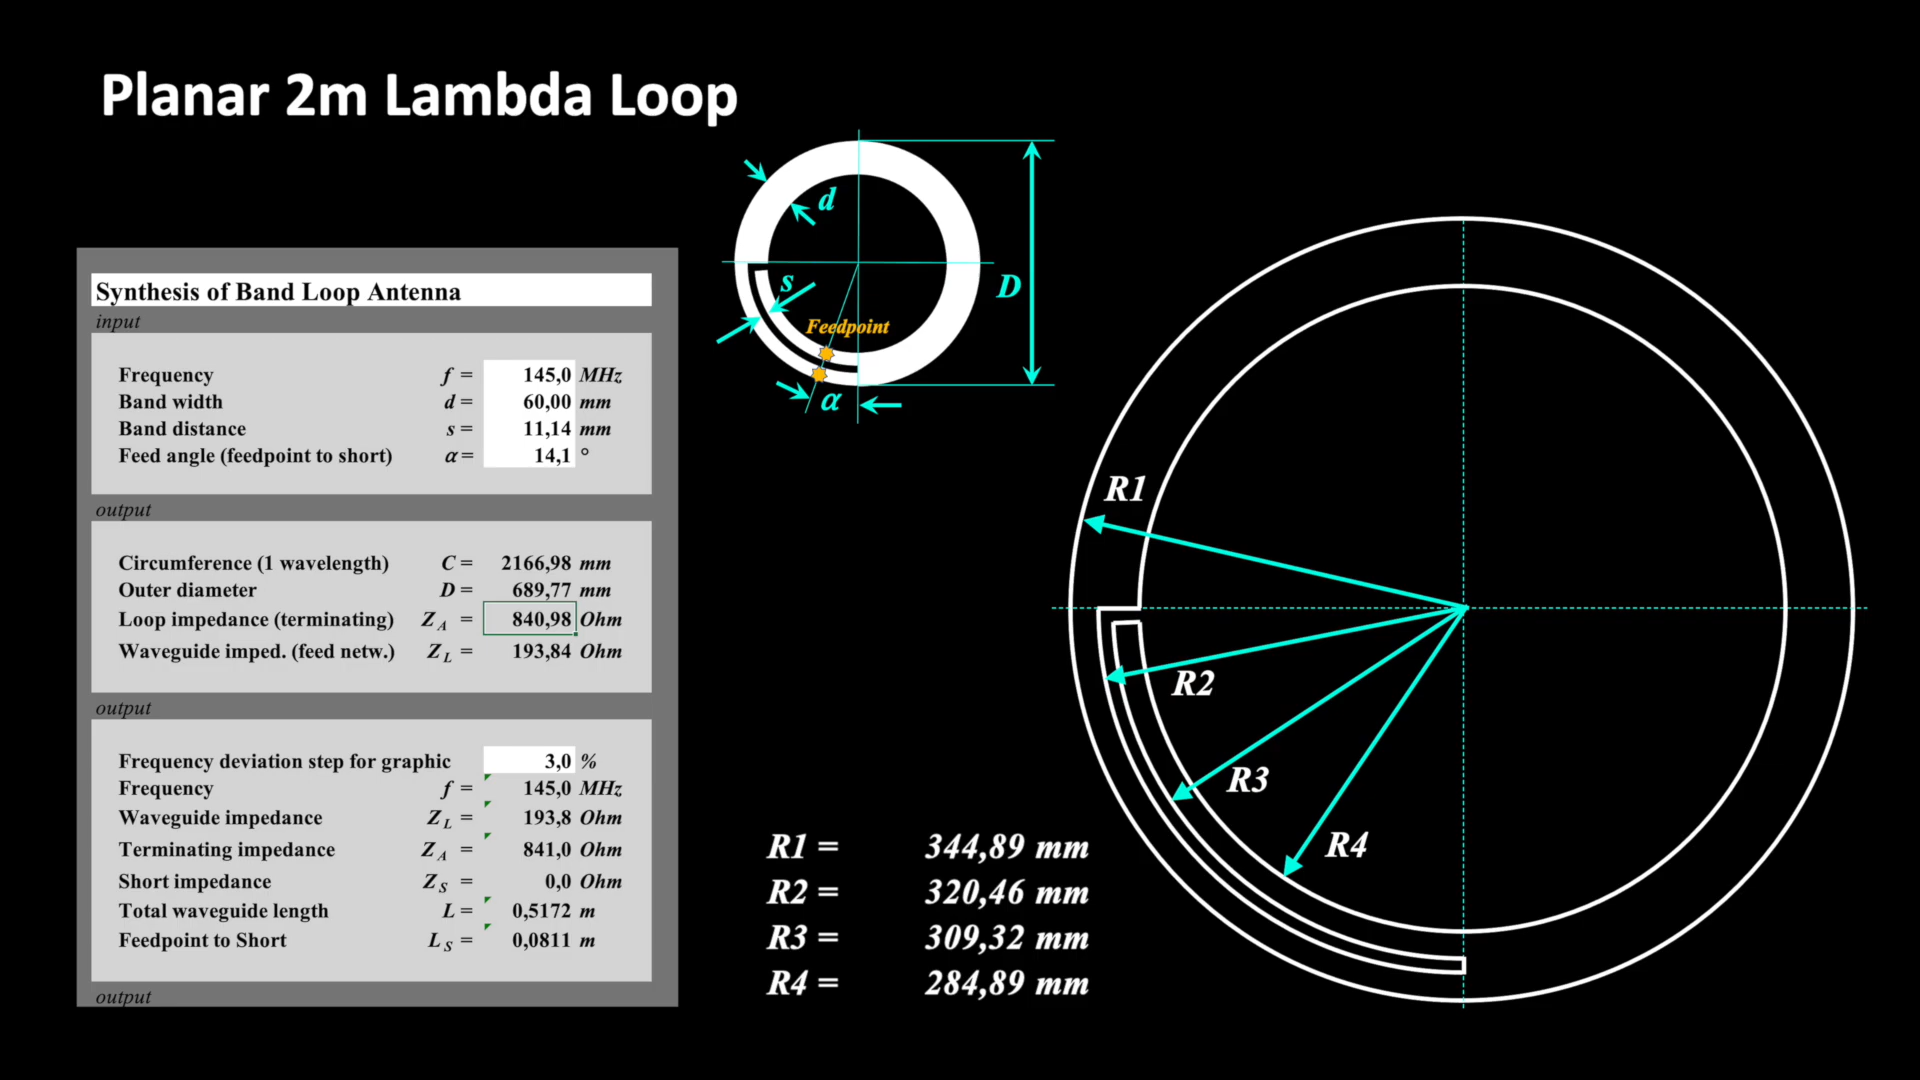 Planar 2m Lambda Loop
d
s
D
Feedpoint
α
Synthesis of Band Loop Antenna
input
Frequency f = 145,0 MHz
Band width d = 60,00 mm
Band distance s = 11,14 mm
Feed angle (feedpoint to short) α = 14,1 °
output
Circumference (1 wavelength) C = 2166,98 mm
Outer diameter D = 689,77 mm
Loop impedance (terminating) Z A = 840,98 Ohm
Waveguide imped. (feed netw.) Z L = 193,84 Ohm
output
Frequency deviation step for graphic 3,0 %
Frequency f = 145,0 MHz
Waveguide impedance Z L = 193,8 Ohm
Terminating impedance Z A = 841,0 Ohm
Short impedance Z S = 0,0 Ohm
Total waveguide length L = 0,5172 m
Feedpoint to Short L S = 0,0811 m
output
R1
R2
R3
R4
R1 = 344,89 mm
R2 = 320,46 mm
R3 = 309,32 mm
R4 = 284,89 mm